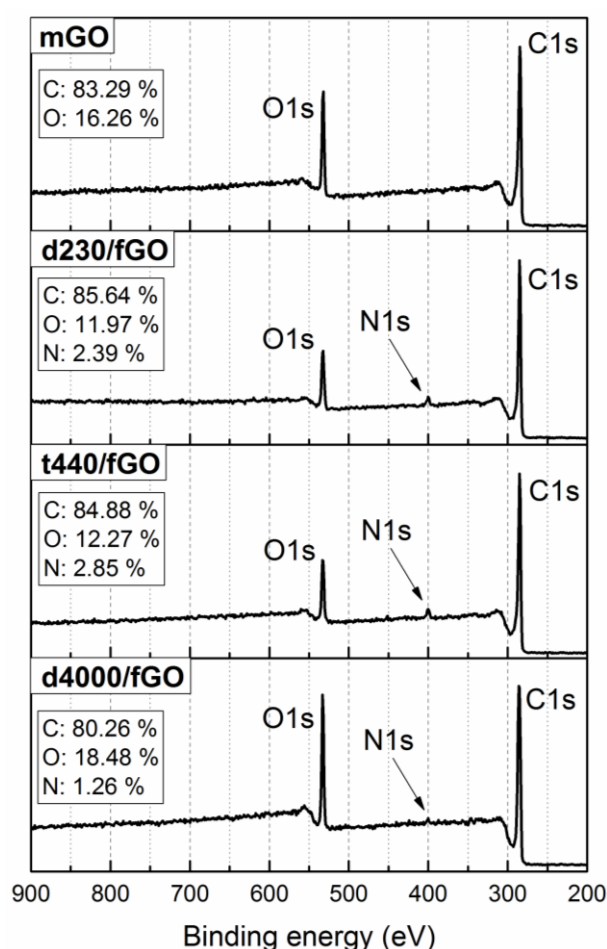 mGO
C1s
C: 83.29 %
O: 16.26 %
O1s
d230/fGO
C1s
C: 85.64 %
O: 11.97 %
N: 2.39 %
O1s
N1s
t440/fGO
C1s
C: 84.88 %
O: 12.27 %
N: 2.85 %
O1s
N1s
d4000/fGO
C1s
C: 80.26 %
O: 18.48 %
N: 1.26 %
O1s
N1s
900 800 700 600 500 400 300 200
Binding energy (eV)